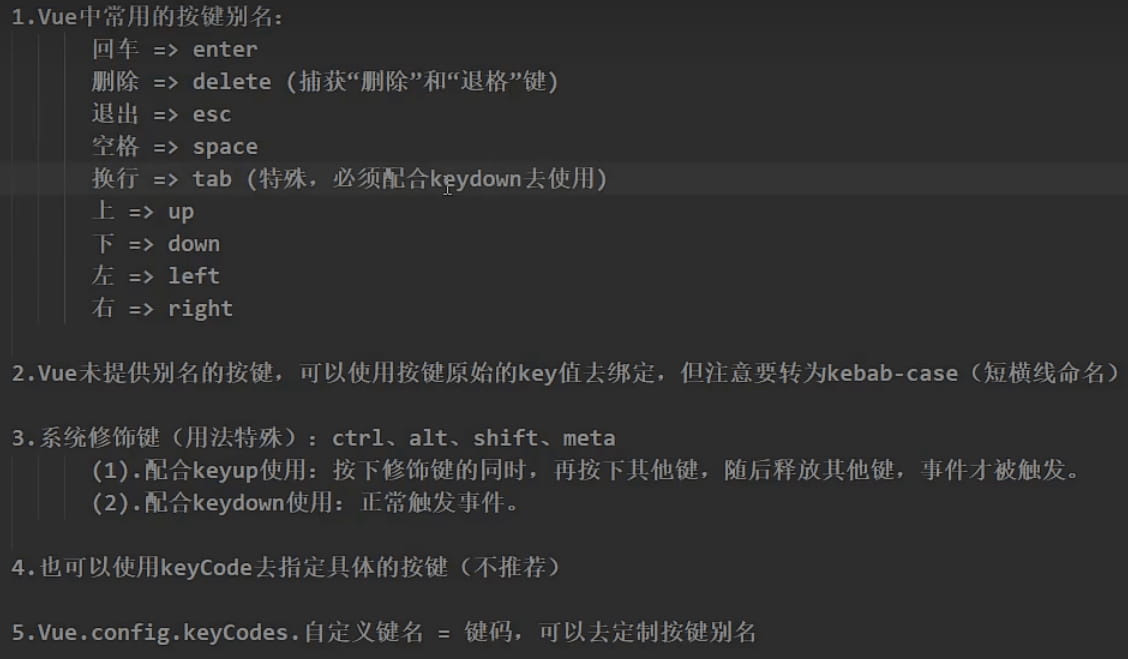 1.Vue中常用的按键别名：
回车 => enter
删除 => delete (捕获“删除”和“退格”键)
退出 => esc
空格 => space
换行 => tab (特殊，必须配合keydown去使用)
上 => up
下 => down
左 => left
右 => right
2.Vue未提供别名的按键，可以使用按键原始的key值去绑定，但注意要转为kebab-case（短横线命名）
3.系统修饰键（用法特殊）：ctrl、alt、shift、meta
(1).配合keyup使用：按下修饰键的同时，再按下其他键，随后释放其他键，事件才被触发。
(2).配合keydown使用：正常触发事件。
4.也可以使用keyCode去指定具体的按键（不推荐）
5.Vue.config.keyCodes.自定义键名 = 键码，可以去定制按键别名